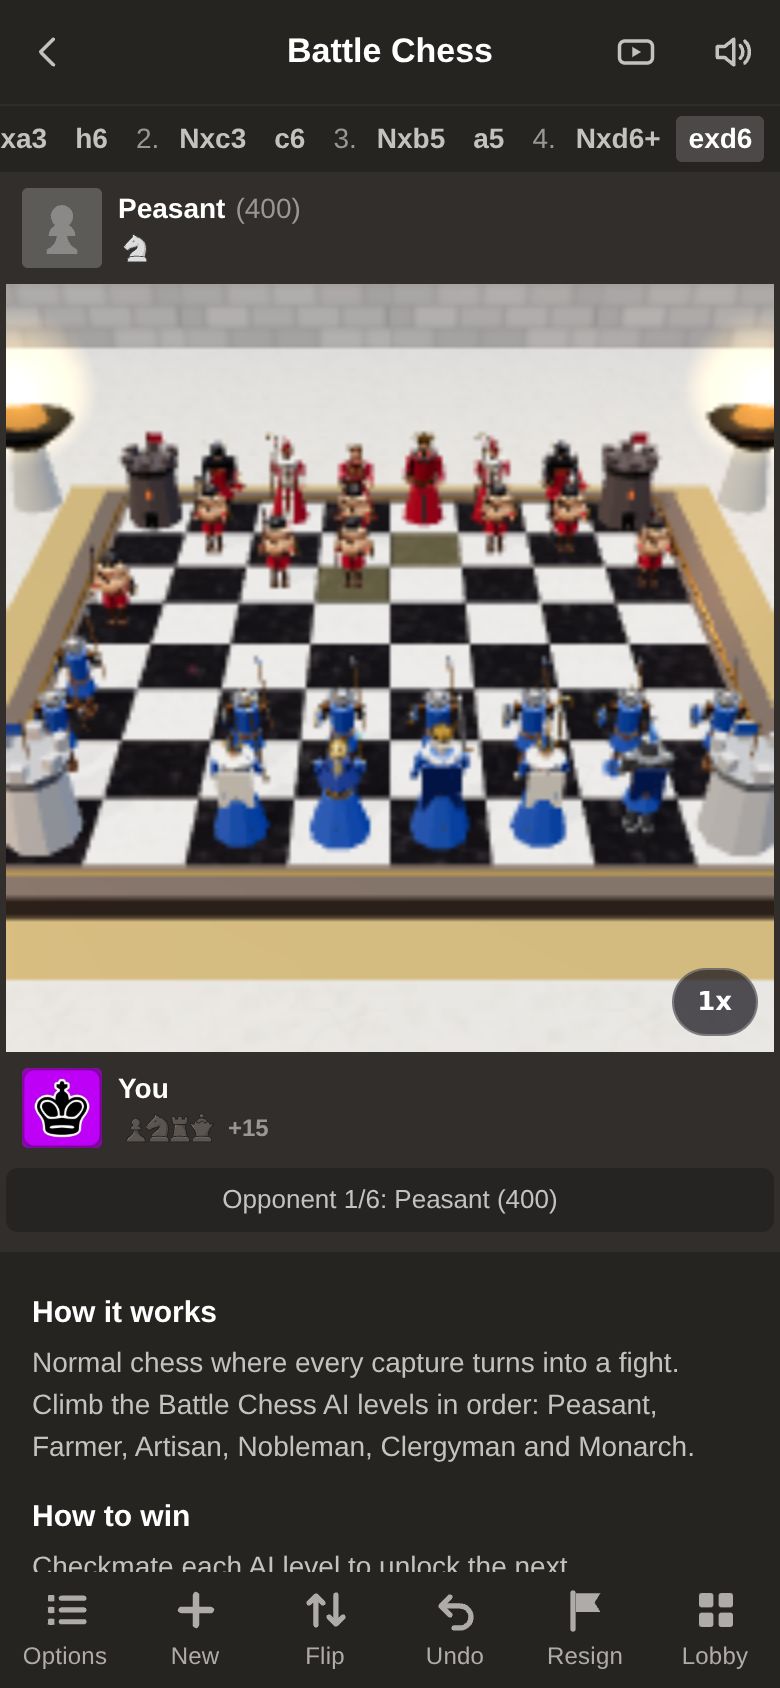 Battle Chess
xa3 h6 2. Nxc3 c6 3. Nxb5 a5 4. Nxd6+ exd6
Peasant (400)
1x
You
+15
Opponent 1/6: Peasant (400)
How it works
Normal chess where every capture turns into a fight.
Climb the Battle Chess AI levels in order: Peasant,
Farmer, Artisan, Nobleman, Clergyman and Monarch.
How to win
Checkmate each AI level to unlock the next
Options New Flip Undo Resign Lobby